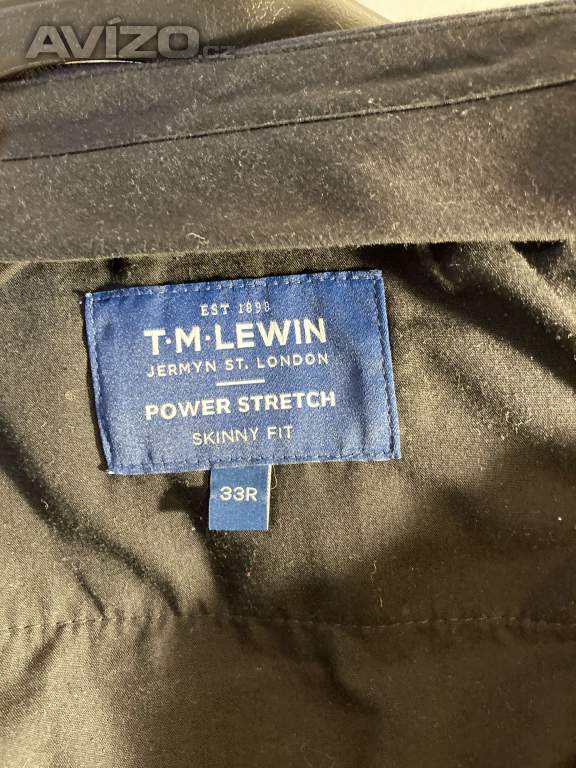 AVÍZO.cz
EST 1898
T·M·LEWIN
JERMYN ST. LONDON
POWER STRETCH
SKINNY FIT
33R